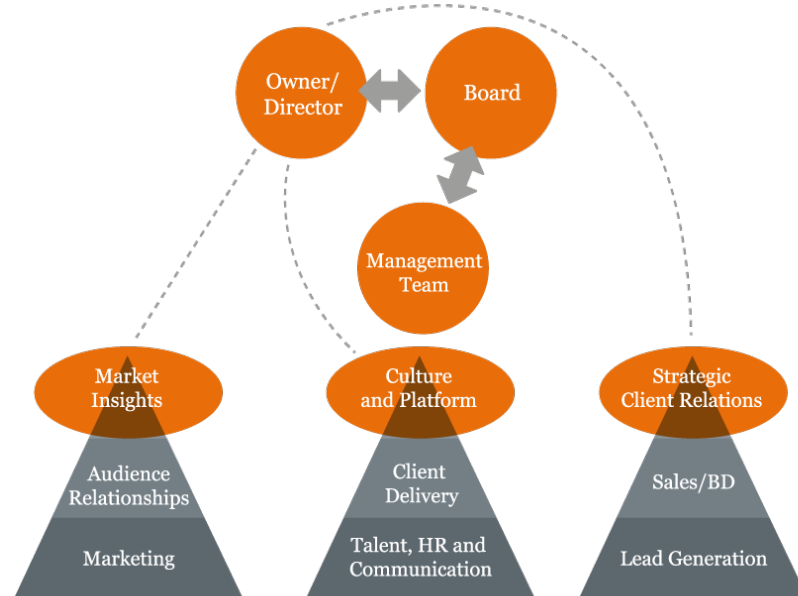 Owner/
Director
Board
Management
Team
Market
Insights
Culture
and Platform
Strategic
Client Relations
Audience
Relationships
Client
Delivery
Sales/BD
Marketing
Talent, HR and
Communication
Lead Generation